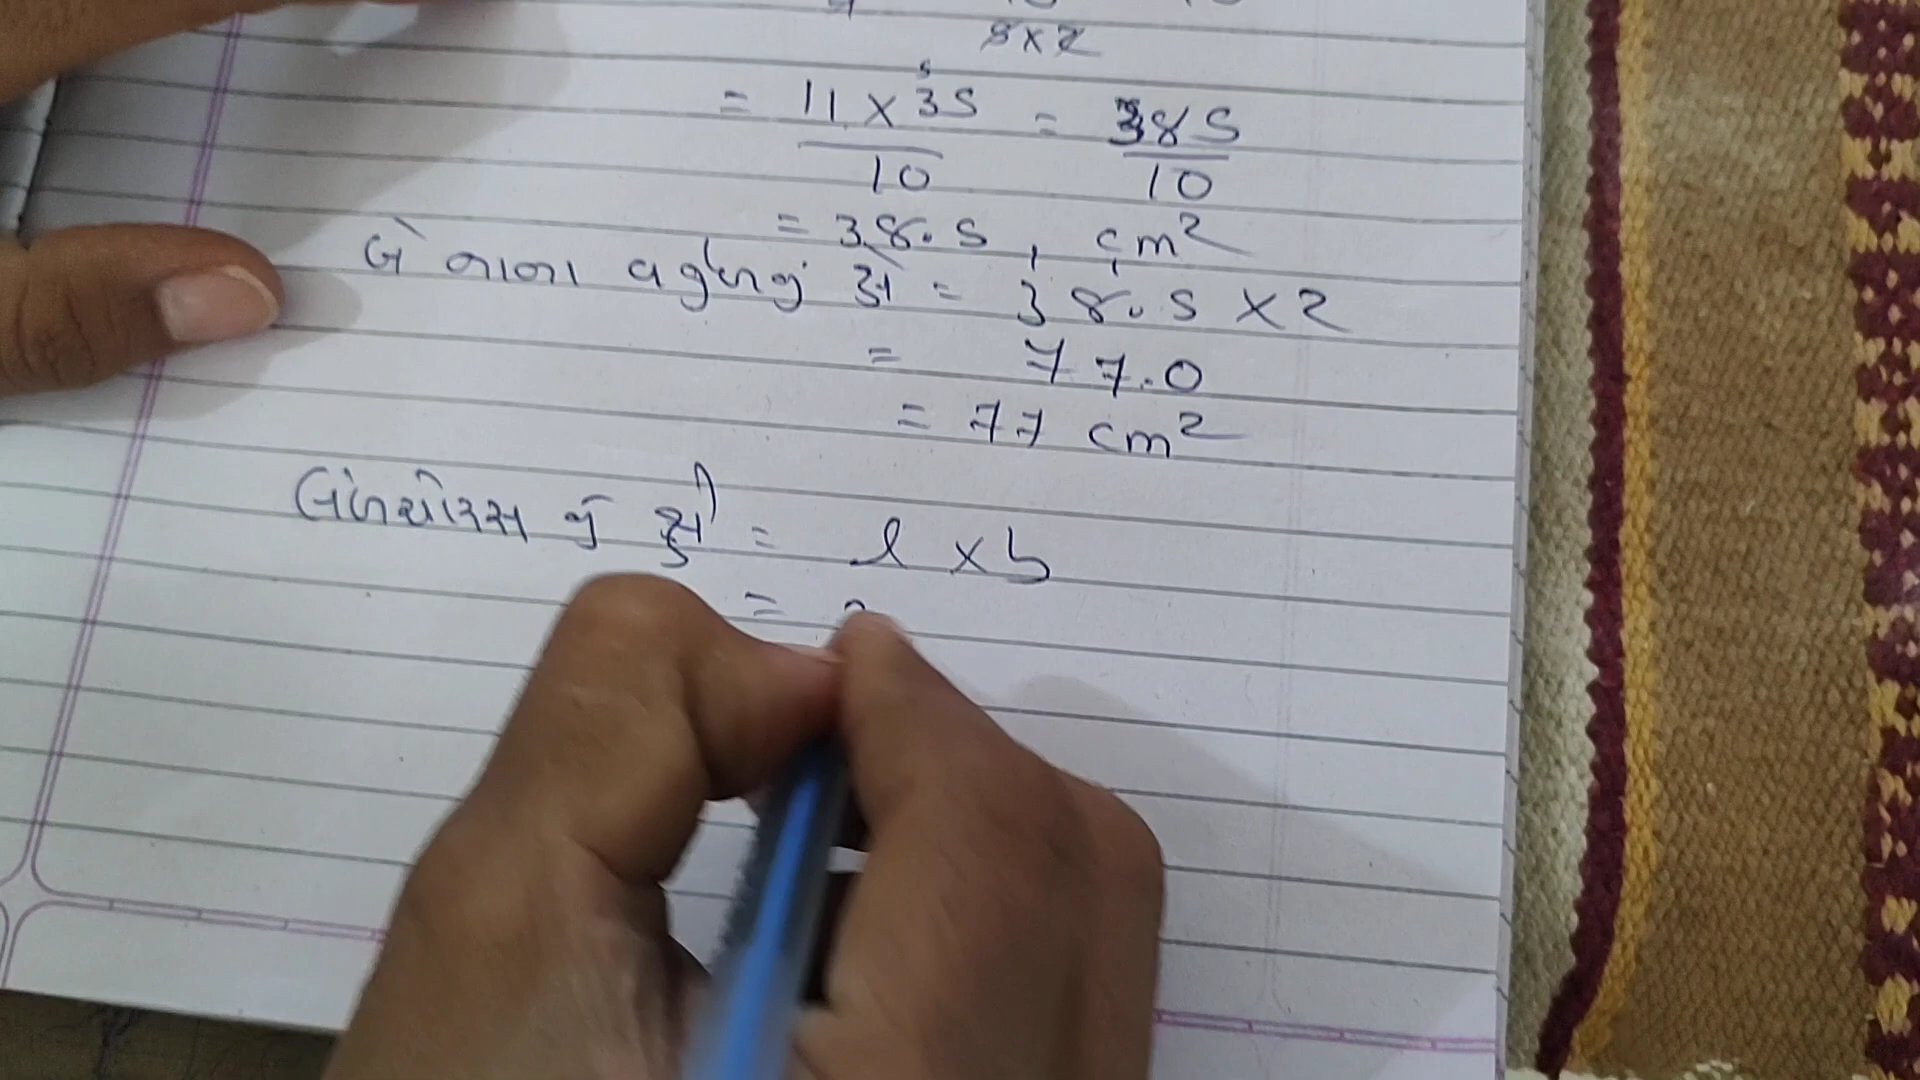 8 x 2
= 11 x 35 = 385
10 10
= 38.5, cm²
બે નાના વર્તુળનું ક્ષે = 38.5 x 2
= 77.0
= 77 cm²
લંબચોરસ નું ક્ષે = l x b
=